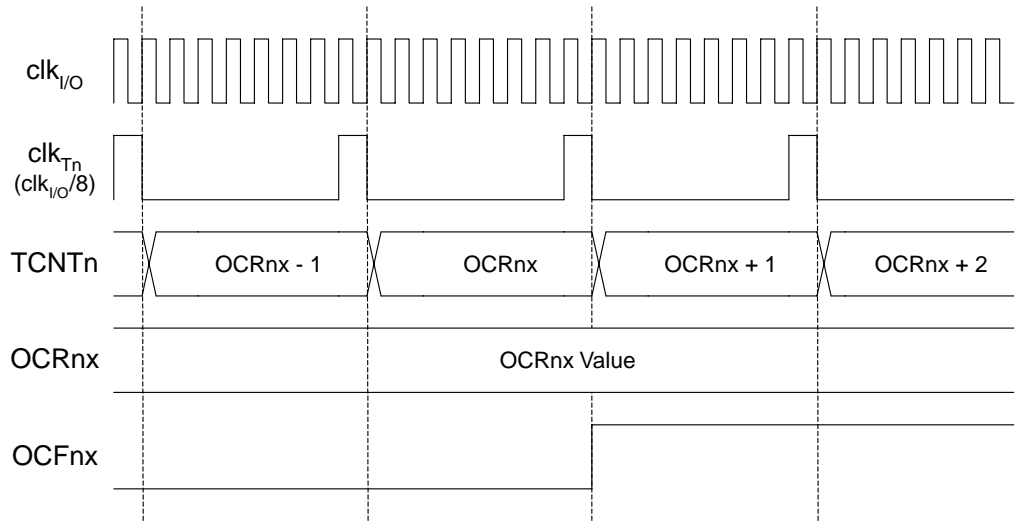 clkI/O
clkTn
(clkI/O/8)
TCNTn OCRnx - 1 OCRnx OCRnx + 1 OCRnx + 2
OCRnx OCRnx Value
OCFnx